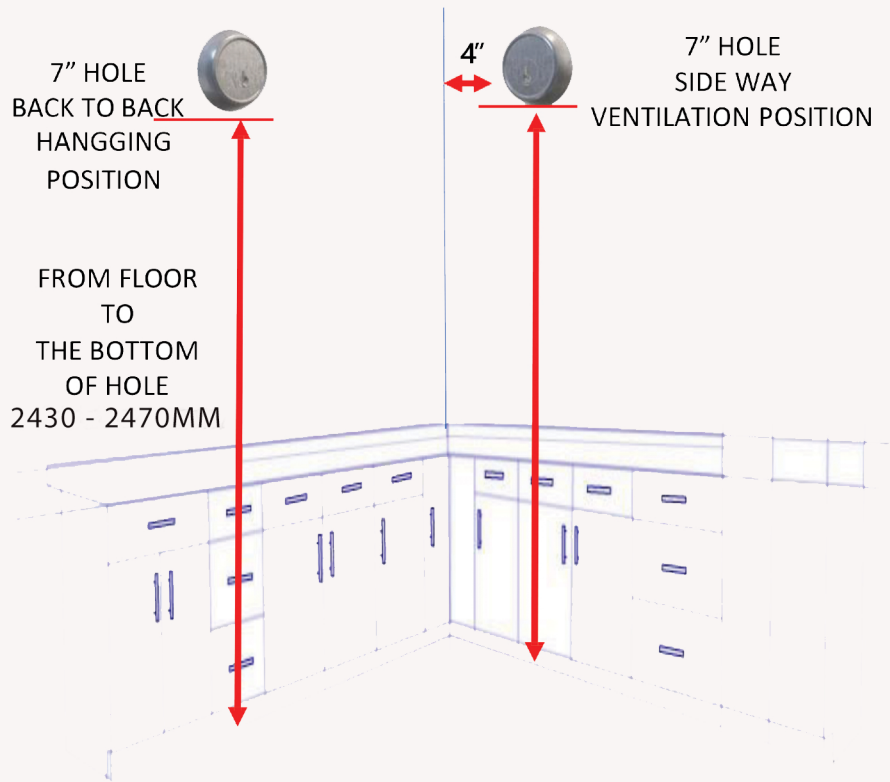 7” HOLE
BACK TO BACK
HANGGING
POSITION
FROM FLOOR
TO
THE BOTTOM
OF HOLE
2430 - 2470MM
4”
7” HOLE
SIDE WAY
VENTILATION POSITION